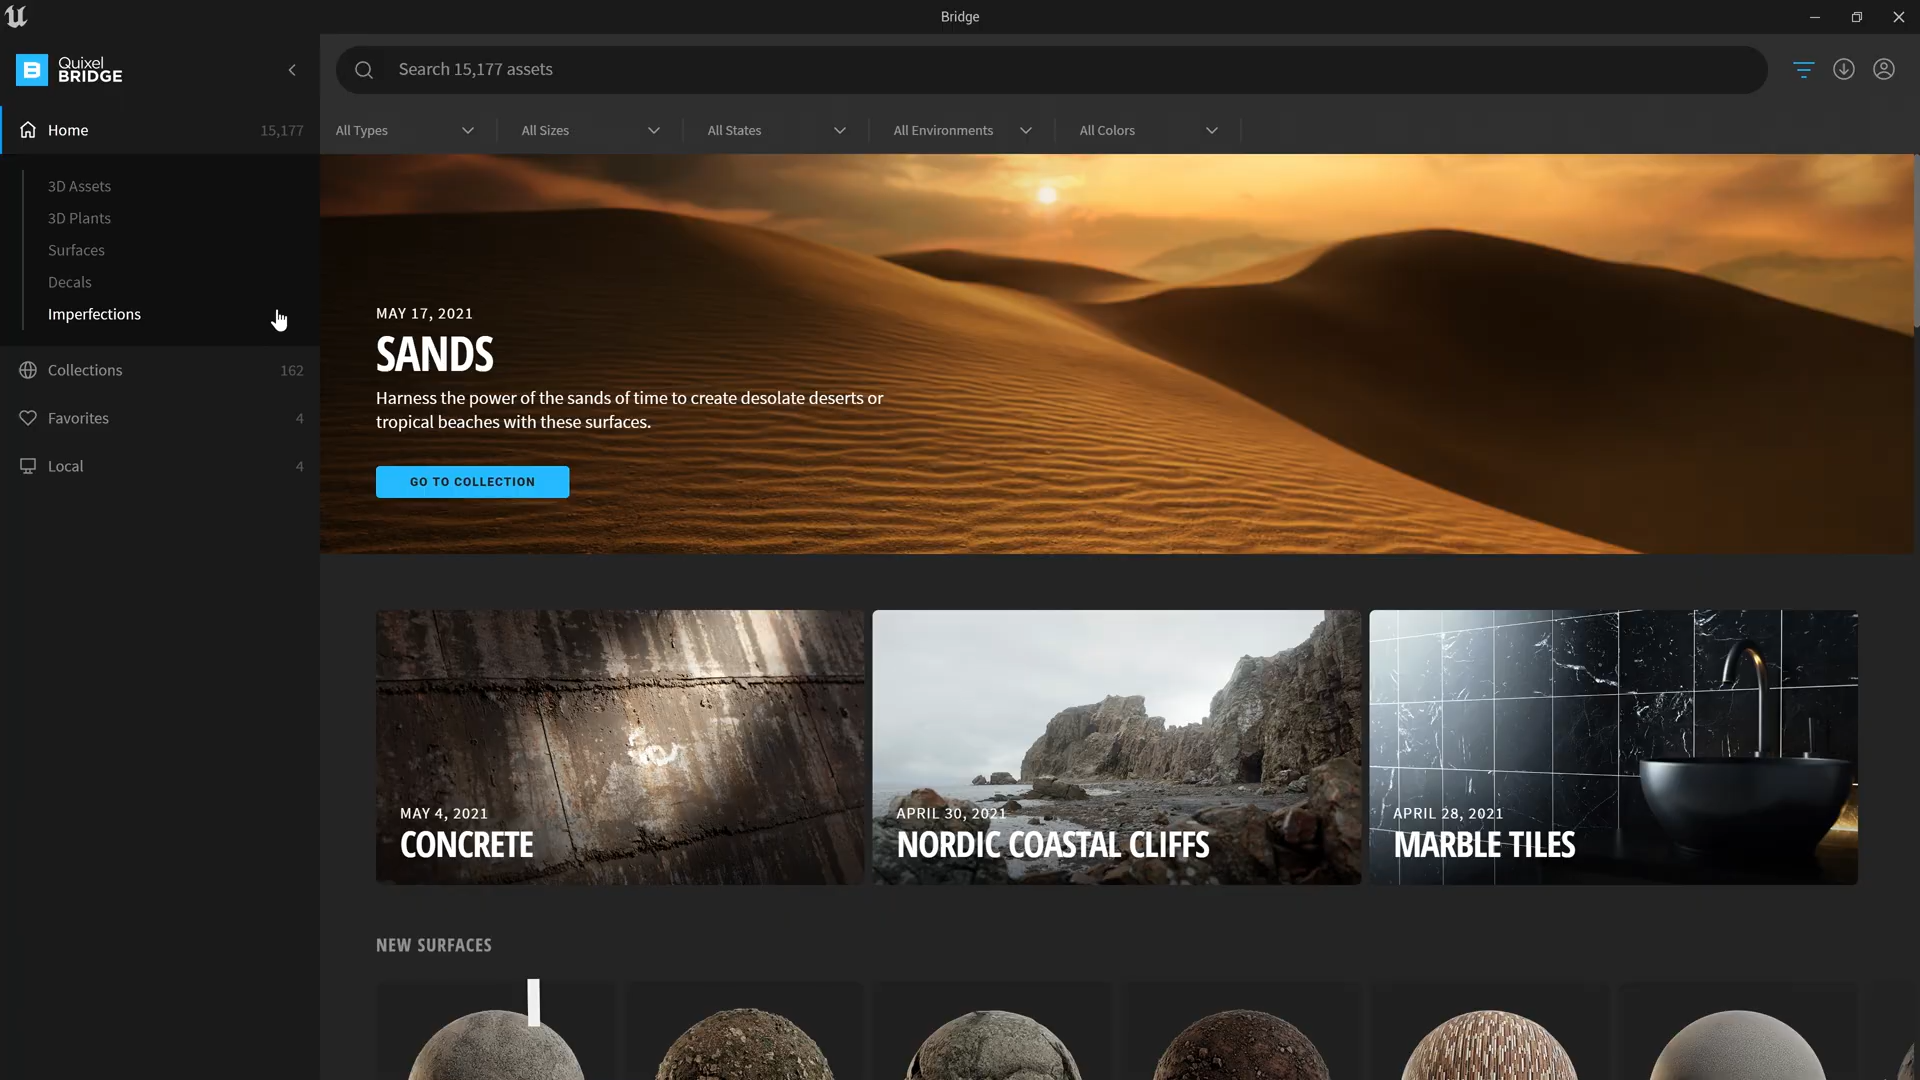 Bridge
Quixel
BRIDGE
Search 15,177 assets
Home 15,177
All Types
All Sizes
All States
All Environments
All Colors
3D Assets
3D Plants
Surfaces
Decals
Imperfections
Collections 162
Favorites 4
Local 4
MAY 17, 2021
SANDS
Harness the power of the sands of time to create desolate deserts or
tropical beaches with these surfaces.
GO TO COLLECTION
MAY 4, 2021
CONCRETE
APRIL 30, 2021
NORDIC COASTAL CLIFFS
APRIL 28, 2021
MARBLE TILES
NEW SURFACES